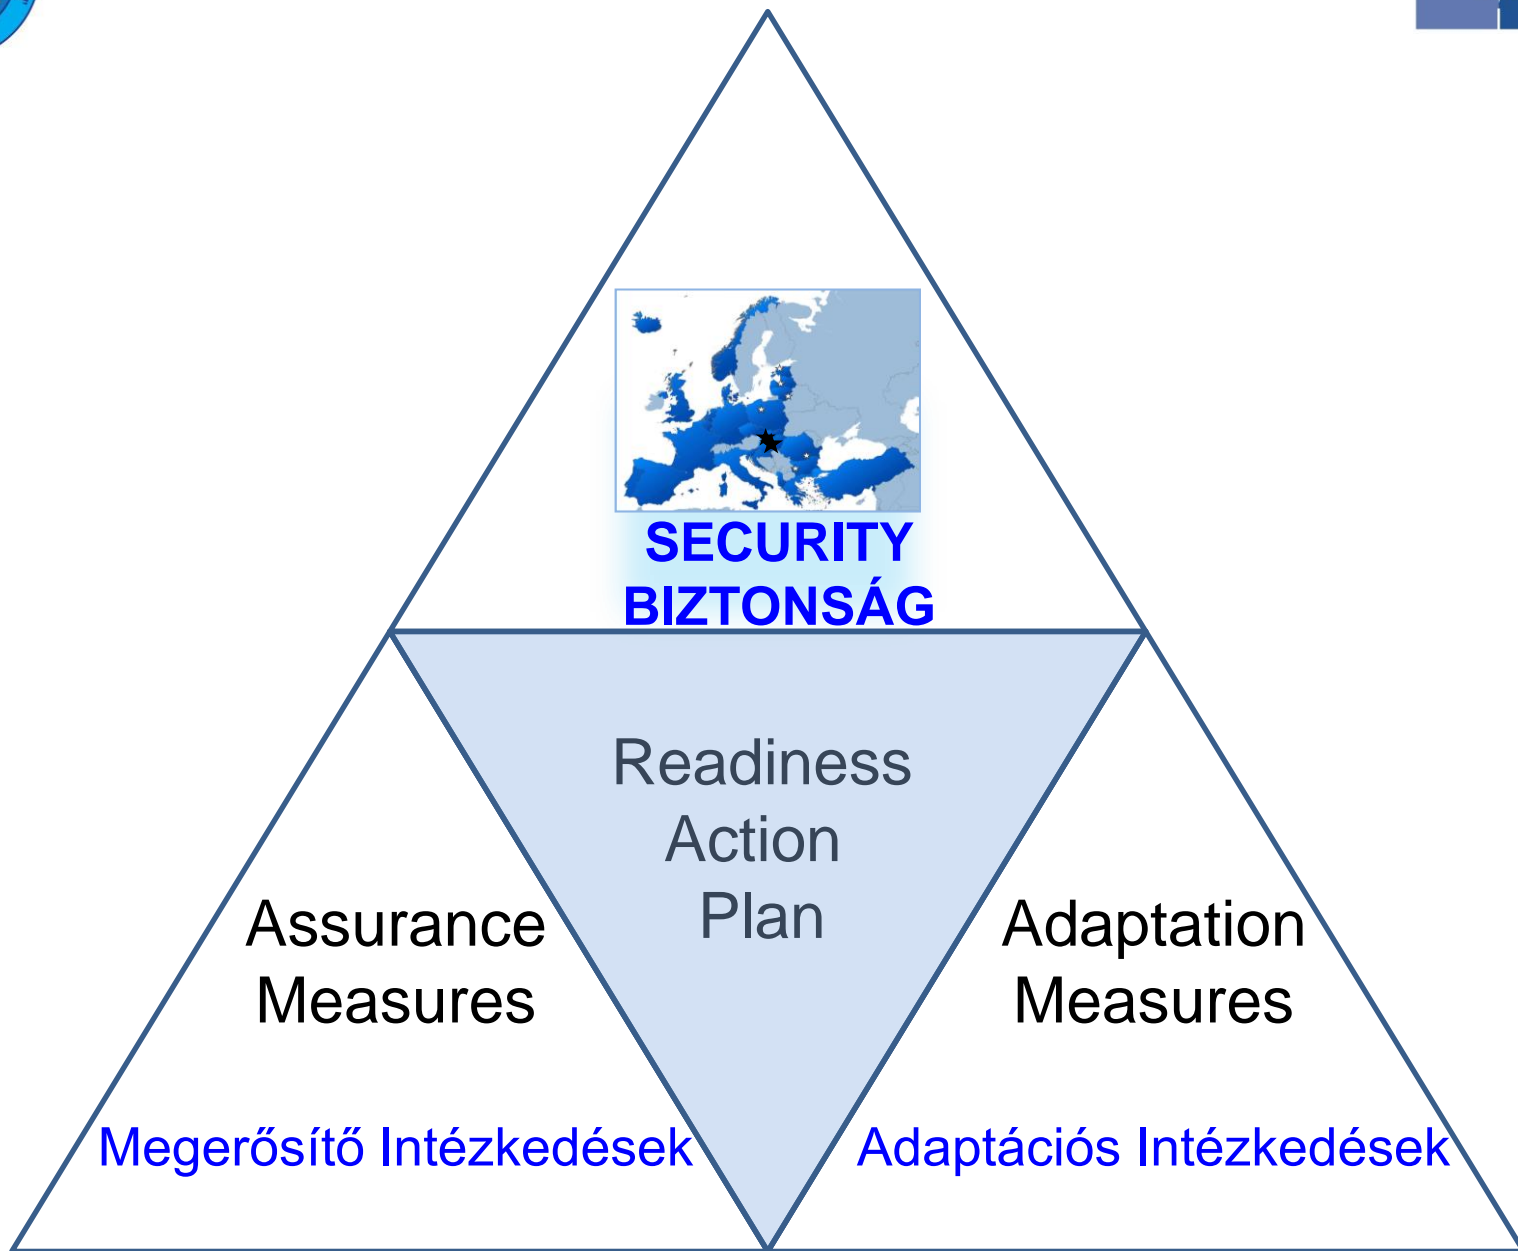 SECURITY
BIZTONSÁG
Readiness
Action
Plan
Assurance
Measures
Adaptation
Measures
Megerősítő Intézkedések
Adaptációs Intézkedések